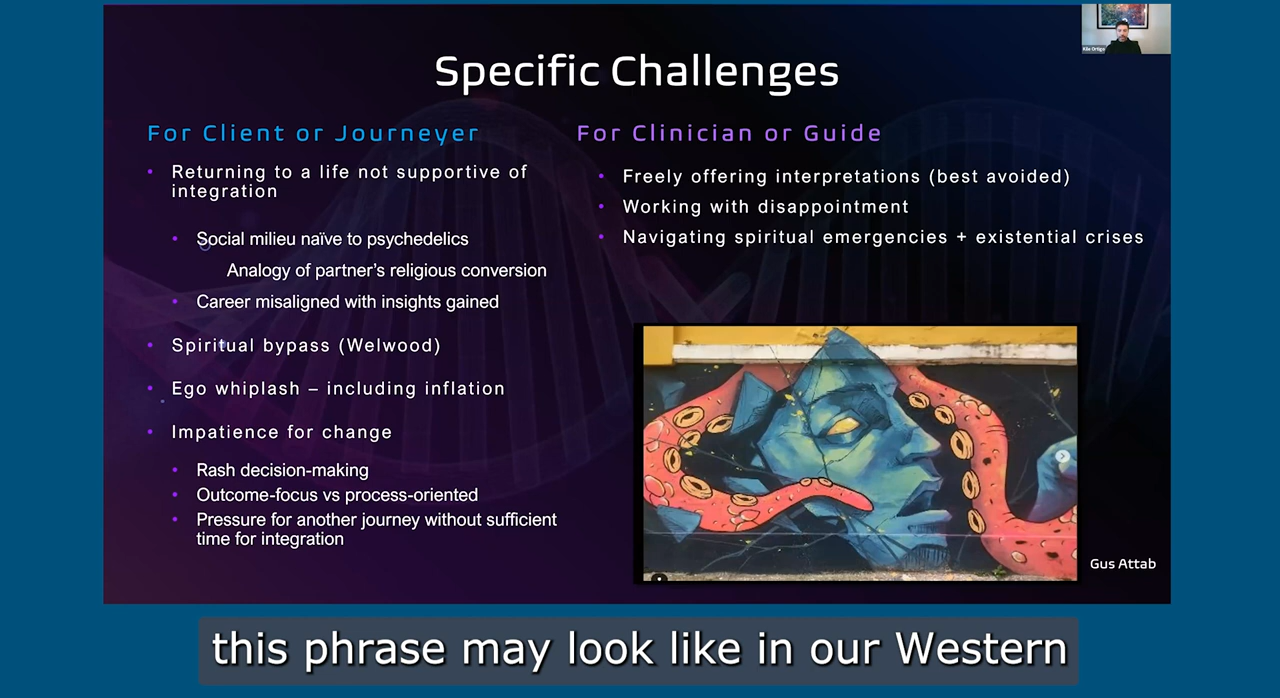 Specific Challenges
For Client or Journeyer
• Returning to a life not supportive of
integration
• Social milieu naïve to psychedelics
Analogy of partner's religious conversion
• Career misaligned with insights gained
• Spiritual bypass (Welwood)
• Ego whiplash – including inflation
• Impatience for change
• Rash decision-making
• Outcome-focus vs process-oriented
• Pressure for another journey without sufficient
time for integration
For Clinician or Guide
• Freely offering interpretations (best avoided)
• Working with disappointment
• Navigating spiritual emergencies + existential crises
Gus Attab
this phrase may look like in our Western